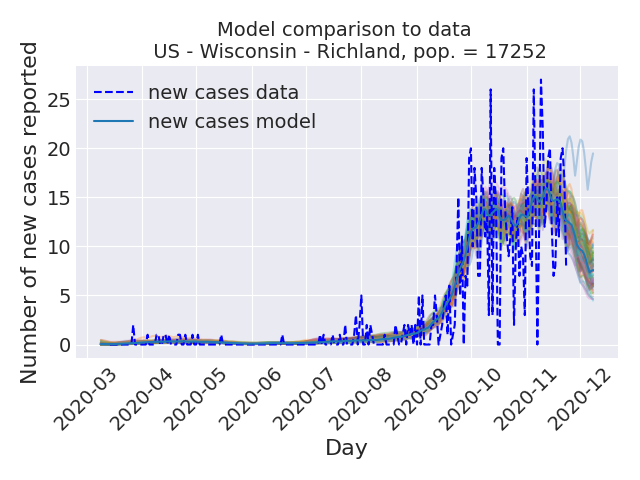 Model comparison to data
US - Wisconsin - Richland, pop. = 17252
Number of new cases reported
25
20
15
10
5
0
new cases data
new cases model
2020-03
2020-04
2020-05
2020-06
2020-07
2020-08
2020-09
2020-10
2020-11
2020-12
Day